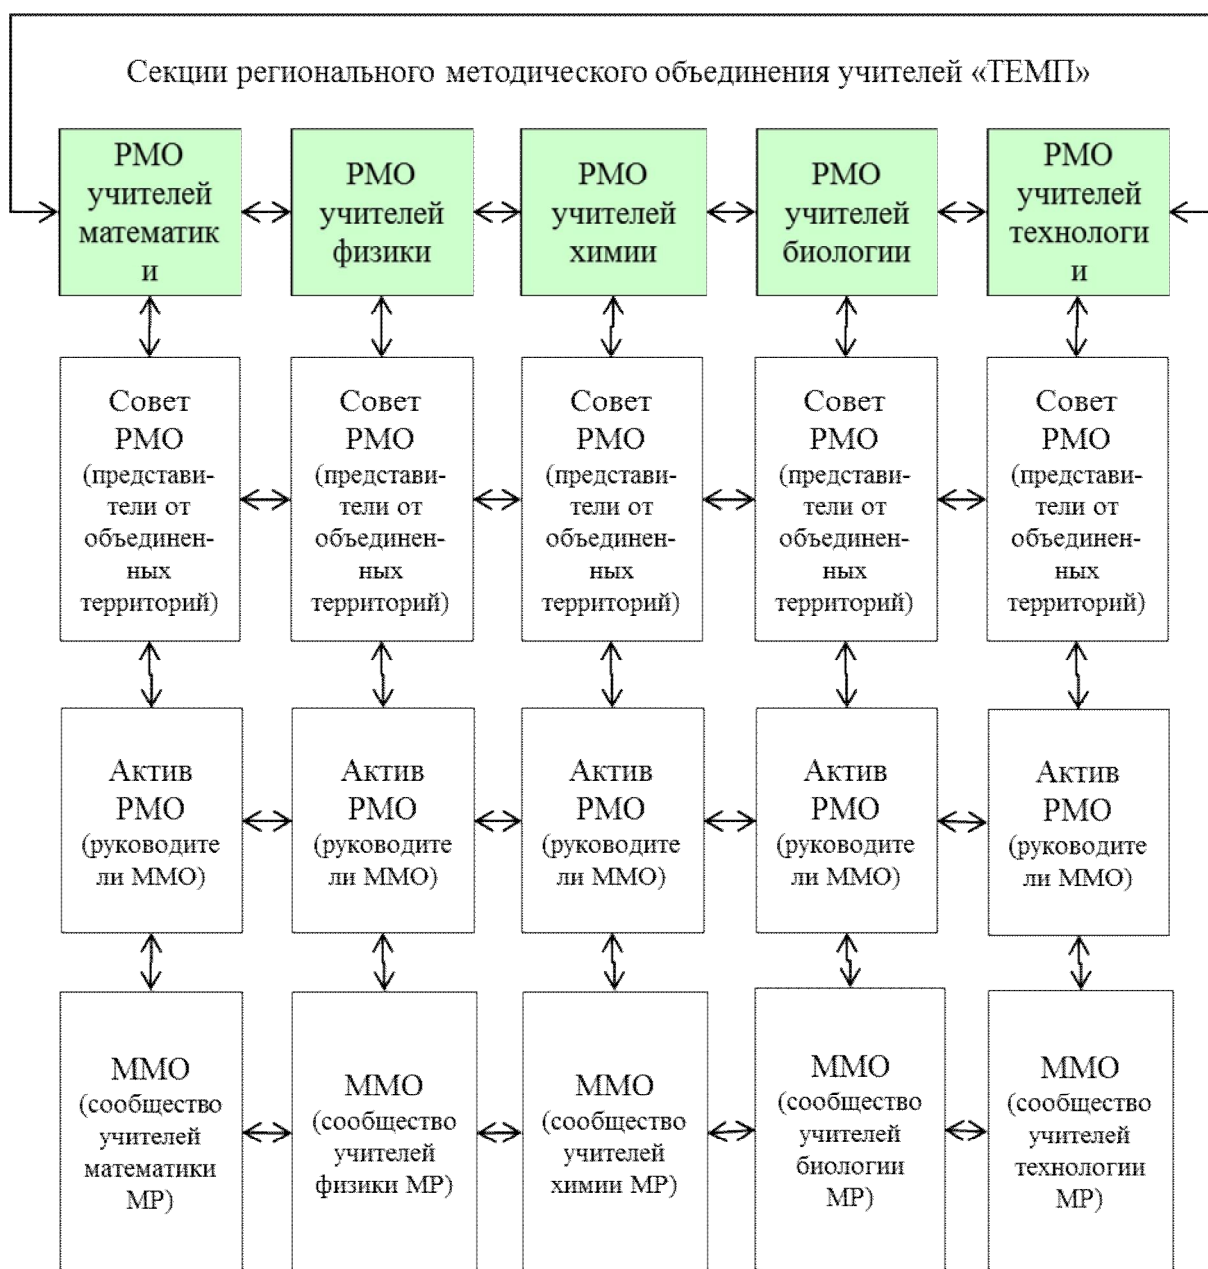 Секции регионального методического объединения учителей «ТЕМП»
РМО
учителей
математик
и
РМО
учителей
физики
РМО
учителей
химии
РМО
учителей
биологии
РМО
учителей
технологи
и
Совет
РМО
(представи-
тели от
объединен-
ных
территорий)
Совет
РМО
(представи-
тели от
объединен-
ных
территорий)
Совет
РМО
(представи-
тели от
объединен-
ных
территорий)
Совет
РМО
(представи-
тели от
объединен-
ных
территорий)
Совет
РМО
(представи-
тели от
объединен-
ных
территорий)
Актив
РМО
(руководите
ли ММО)
Актив
РМО
(руководите
ли ММО)
Актив
РМО
(руководите
ли ММО)
Актив
РМО
(руководите
ли ММО)
Актив
РМО
(руководите
ли ММО)
ММО
(сообщество
учителей
математики
МР)
ММО
(сообщество
учителей
физики МР)
ММО
(сообщество
учителей
химии МР)
ММО
(сообщество
учителей
биологии
МР)
ММО
(сообщество
учителей
технологии
МР)